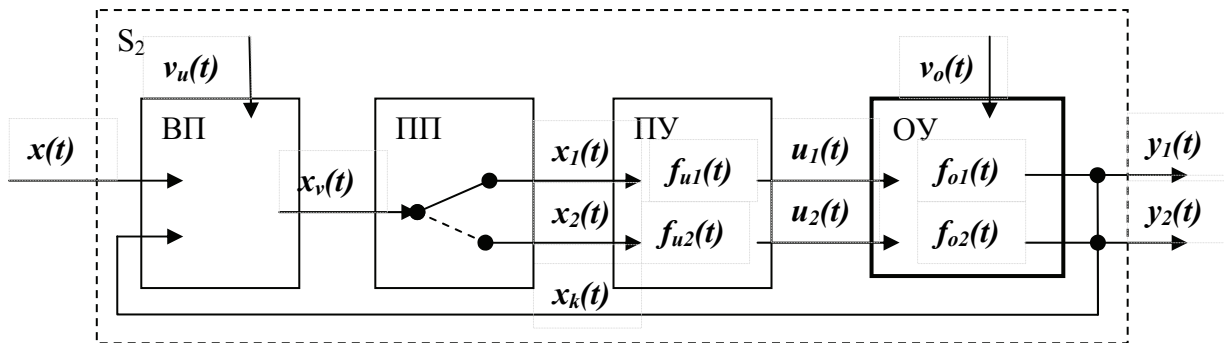 S₂
vᵤ(t)
vₒ(t)
ВП
ПП
ПУ
ОУ
x(t)
xᵥ(t)
x₁(t)
fᵤ₁(t)
u₁(t)
fₒ₁(t)
y₁(t)
x₂(t)
fᵤ₂(t)
u₂(t)
fₒ₂(t)
y₂(t)
xₖ(t)